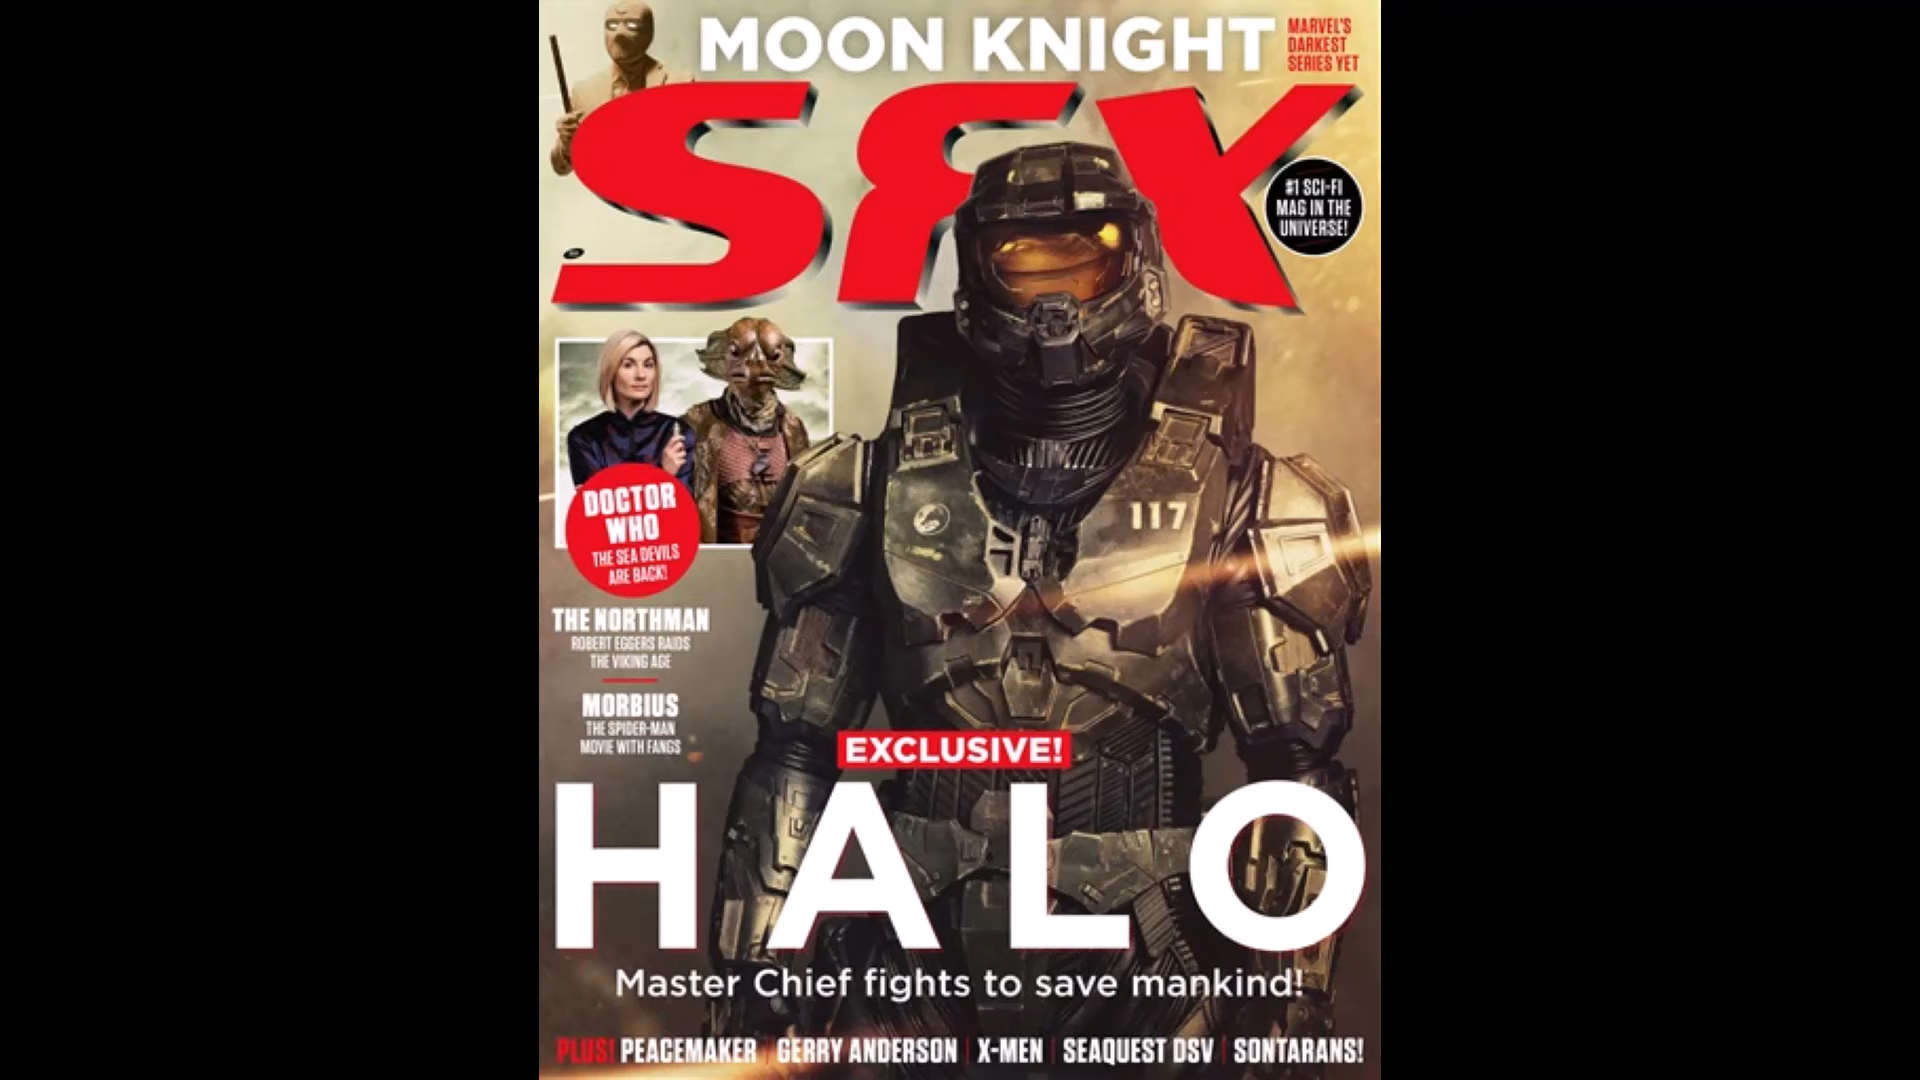 MOON KNIGHT
MARVEL'S
DARKEST
SERIES YET
SFX
#1 SCI-FI
MAG IN THE
UNIVERSE!
DOCTOR
WHO
THE SEA DEVILS
ARE BACK!
117
THE NORTHMAN
ROBERT EGGERS RAIDS
THE VIKING AGE
MORBIUS
THE SPIDER-MAN
MOVIE WITH FANGS
EXCLUSIVE!
HALO
Master Chief fights to save mankind!
PLUS! PEACEMAKER | GERRY ANDERSON | X-MEN | SEAQUEST DSV | SONTARANS!